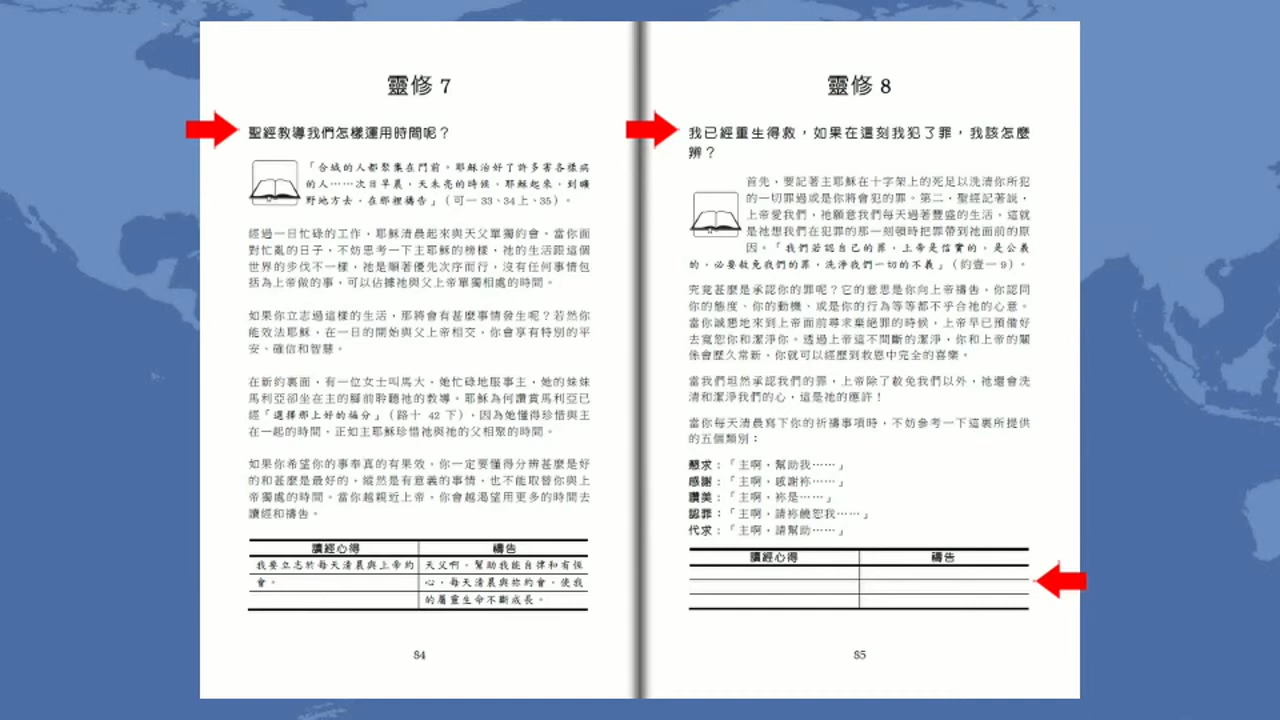 靈修 7
聖經教導我們怎樣運用時間呢？
「合城的人都聚集在門前。耶穌治好了許多害各樣病
的人……次日早晨，天未亮的時候，耶穌起來，到曠
野地方去，在那裡禱告」（可一 33、34 上、35）。
經過一日忙碌的工作，耶穌清晨起來與天父單獨約會。當你面
對忙亂的日子，不妨思考一下主耶穌的榜樣，祂的生活跟這個
世界的步伐不一樣，祂是順著優先次序而行，沒有任何事情包
括為上帝做的事，可以佔據祂與父上帝單獨相處的時間。
如果你立志過這樣的生活，那將會有甚麼事情發生呢？若然你
能效法耶穌，在一日的開始與父上帝相交，你會享有特別的平
安、確信和智慧。
在新約裏面，有一位女士叫馬大，她忙碌地服事主，她的妹妹
馬利亞卻坐在主的腳前聆聽祂的教導。耶穌為何讚賞馬利亞已
經「選擇那上好的福分」（路十 42 下），因為她懂得珍惜與主
在一起的時間，正如主耶穌珍惜祂與祂的父相聚的時間。
如果你希望你的事奉真的有果效，你一定要懂得分辨甚麼是好
的和甚麼是最好的，縱然是有意義的事情，也不能取替你與上
帝獨處的時間。當你越親近上帝，你會越渴望用更多的時間去
讀經和禱告。
讀經心得 禱告
我要立志於每天清晨與上帝約 天父啊，幫助我能自律和有恆
會。 心，每天清晨與祢約會，使我
的屬靈生命不斷成長。
84
靈修 8
我已經重生得救，如果在這刻我犯了罪，我該怎麼
辨？
首先，要記著主耶穌在十字架上的死足以洗清你所犯
的一切罪過或是你將會犯的罪。第二，聖經記著說，
上帝愛我們，祂願意我們每天過著豐盛的生活，這就
是祂想我們在犯罪的那一刻頓時把罪帶到祂面前的原
因。「我們若認自己的罪，上帝是信實的，是公義
的，必要赦免我們的罪，洗淨我們一切的不義」（約壹一 9）。
究竟甚麼是承認你的罪呢？它的意思是你向上帝禱告，你認同
你的態度、你的動機、或是你的行為等等都不乎合祂的心意。
當你誠懇地來到上帝面前尋求棄絕罪的時候，上帝早已預備好
去寬恕你和潔淨你。透過上帝這不間斷的潔淨，你和上帝的關
係會歷久常新，你就可以經歷到救恩中完全的喜樂。
當我們坦然承認我們的罪，上帝除了赦免我們以外，祂還會洗
清和潔淨我們的心，這是祂的應許！
當你每天清晨寫下你的祈禱事項時，不妨參考一下這裏所提供
的五個類別：
懇求：「主啊，幫助我……」
感謝：「主啊，感謝祢……」
讚美：「主啊，祢是……」
認罪：「主啊，請祢饒恕我……」
代求：「主啊，請幫助……」
讀經心得 禱告
85